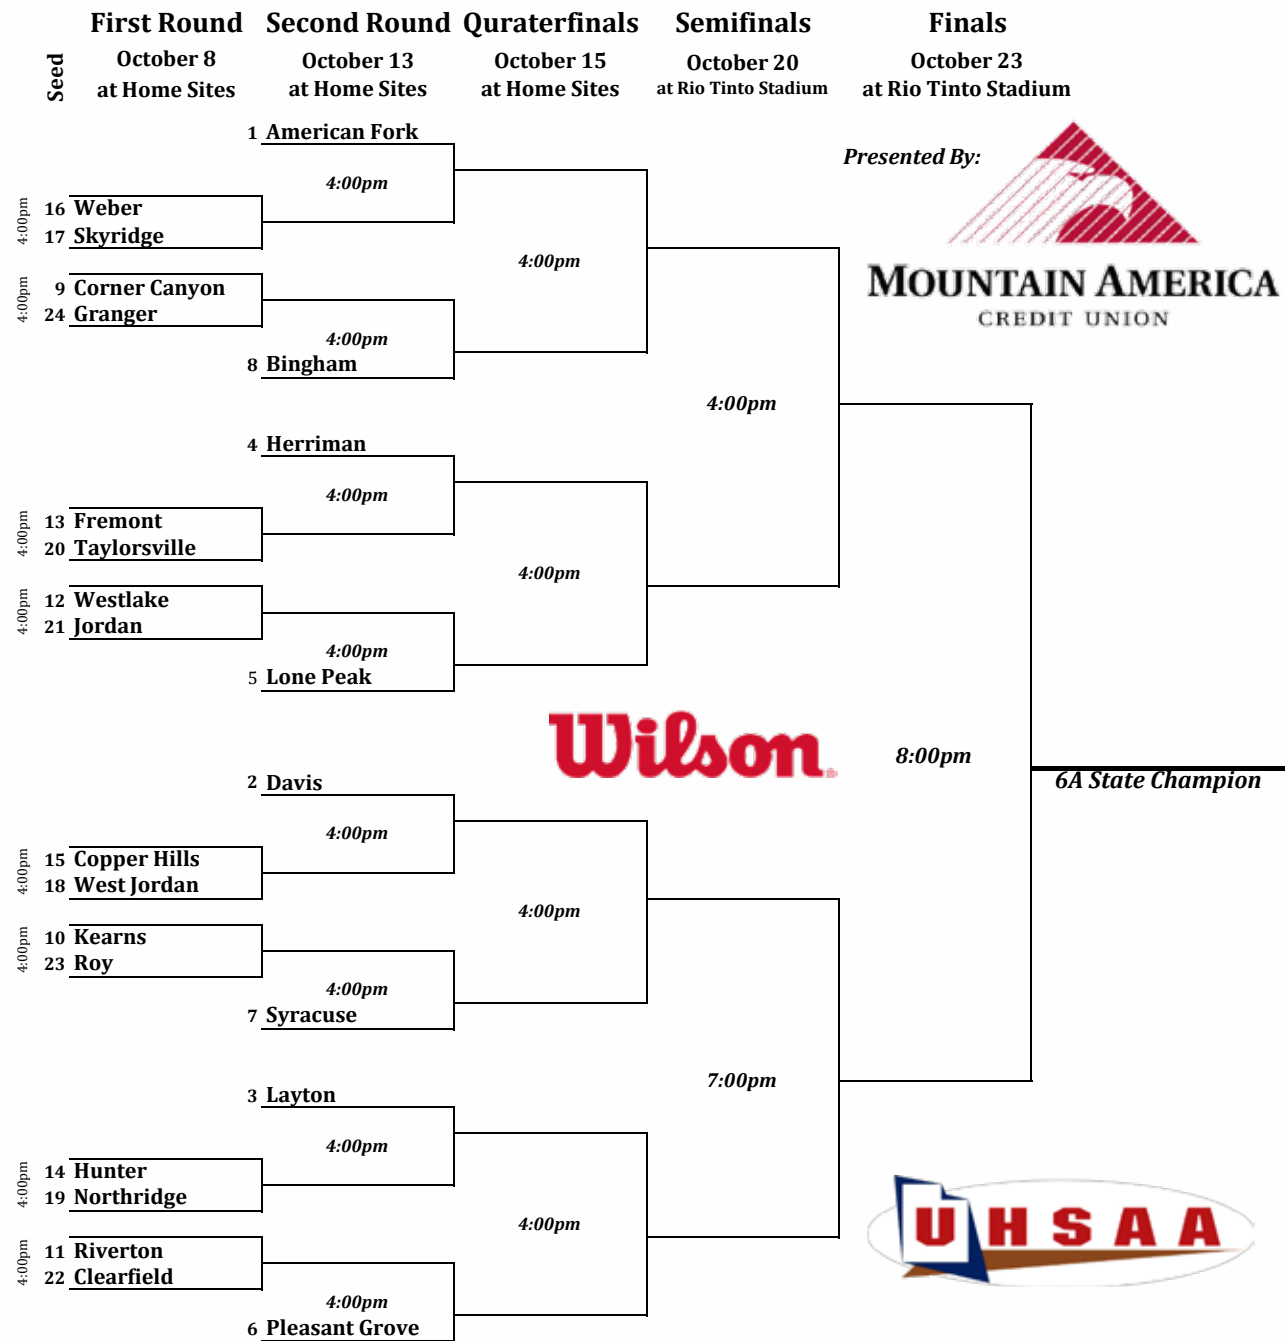 First Round Second Round Quraterfinals Semifinals Finals
Seed
October 8 October 13 October 15 October 20 October 23
at Home Sites at Home Sites at Home Sites at Rio Tinto Stadium at Rio Tinto Stadium
1 American Fork
Presented By:
4:00pm
4:00pm
16 Weber
17 Skyridge
4:00pm
4:00pm
9 Corner Canyon
24 Granger
MOUNTAIN AMERICA
CREDIT UNION
4:00pm
8 Bingham
4:00pm
4 Herriman
4:00pm
4:00pm
13 Fremont
20 Taylorsville
4:00pm
4:00pm
12 Westlake
21 Jordan
4:00pm
5 Lone Peak
Wilson®
8:00pm
6A State Champion
2 Davis
4:00pm
4:00pm
15 Copper Hills
18 West Jordan
4:00pm
4:00pm
10 Kearns
23 Roy
4:00pm
7 Syracuse
7:00pm
3 Layton
4:00pm
4:00pm
14 Hunter
19 Northridge
4:00pm
UHSAA
4:00pm
11 Riverton
22 Clearfield
4:00pm
6 Pleasant Grove